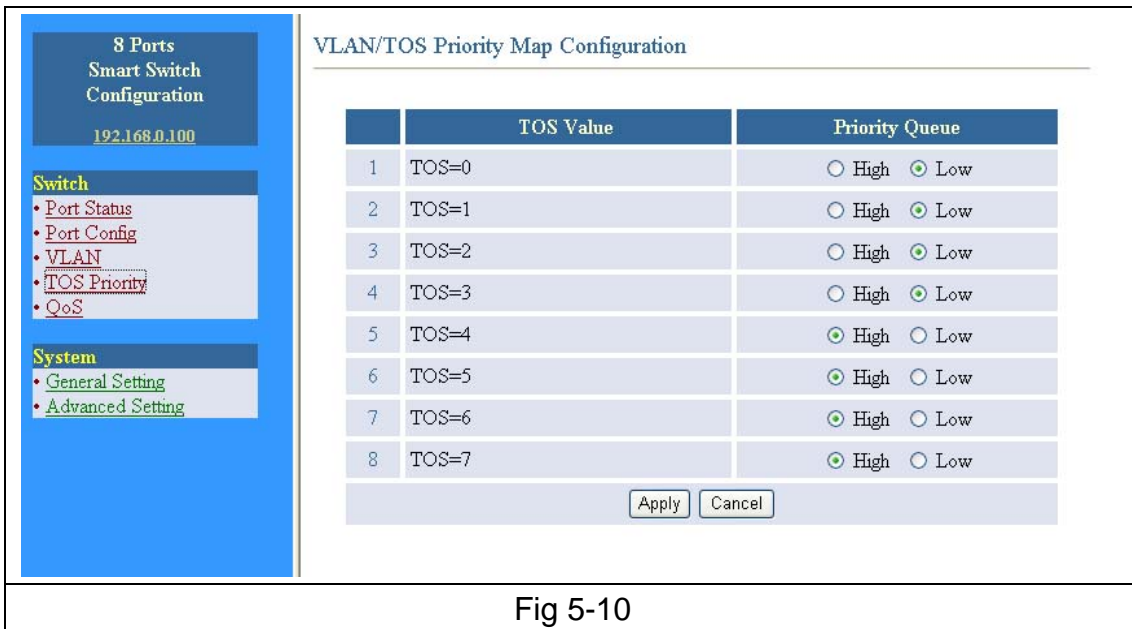 8 Ports
Smart Switch
Configuration
192.168.0.100
Switch
• Port Status
• Port Config
• VLAN
• TOS Priority
• QoS
System
• General Setting
• Advanced Setting
VLAN/TOS Priority Map Configuration
TOS Value Priority Queue
1 TOS=0 High Low
2 TOS=1 High Low
3 TOS=2 High Low
4 TOS=3 High Low
5 TOS=4 High Low
6 TOS=5 High Low
7 TOS=6 High Low
8 TOS=7 High Low
Apply Cancel
Fig 5-10